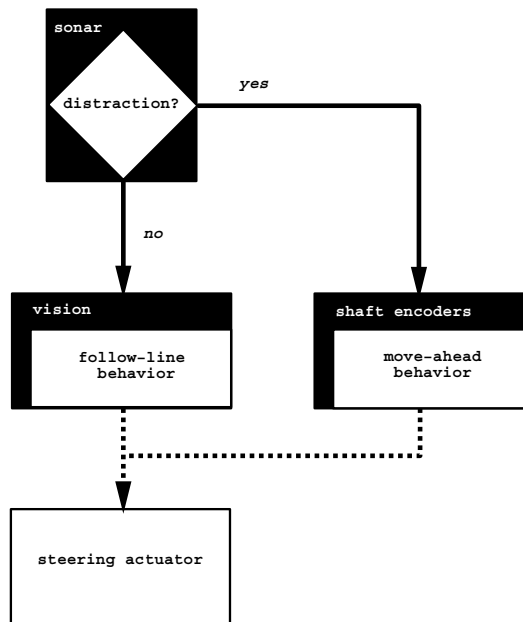 sonar
distraction?
yes
no
vision
follow-line
behavior
shaft encoders
move-ahead
behavior
steering actuator